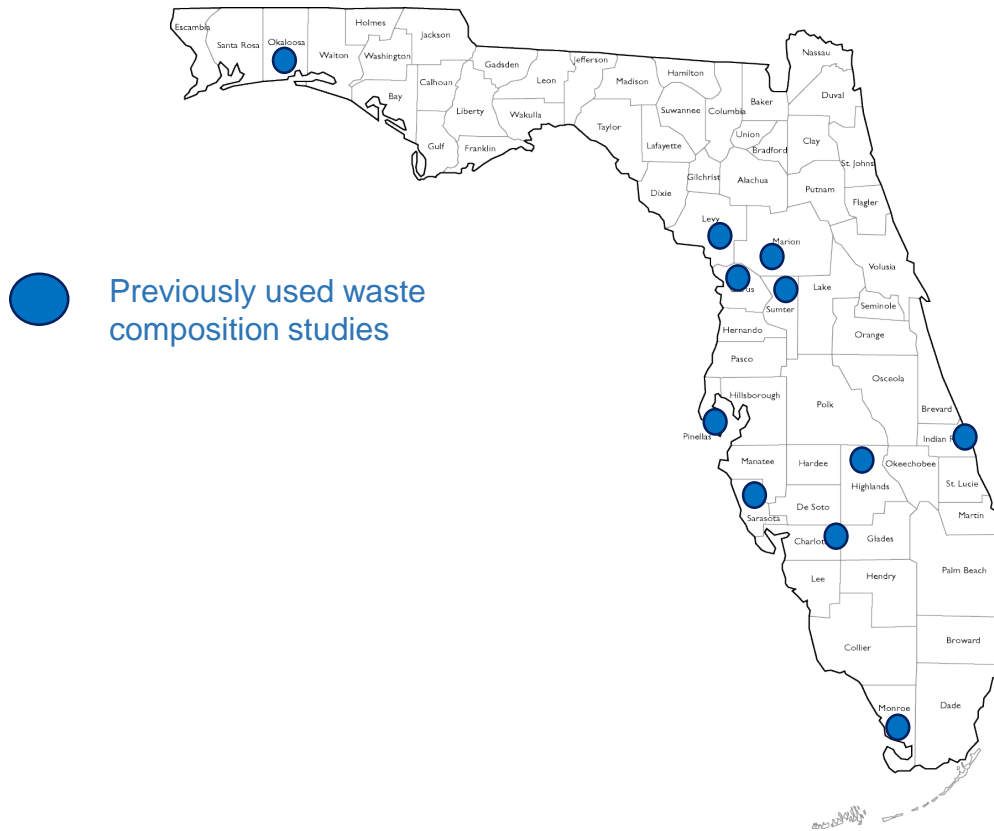 Escambia
Santa Rosa
Okaloosa
Walton
Holmes
Washington
Jackson
Bay
Calhoun
Gulf
Liberty
Gadsden
Franklin
Leon
Wakulla
Jefferson
Madison
Taylor
Hamilton
Suwannee
Lafayette
Dixie
Columbia
Gilchrist
Baker
Union
Bradford
Alachua
Nassau
Duval
Clay
St. Johns
Putnam
Flagler
Levy
Marion
Volusia
Sumter
Lake
Seminole
Hernando
Orange
Pasco
Osceola
Hillsborough
Polk
Brevard
Pinellas
Indian
Manatee
Hardee
Okeechobee
Highlands
St. Lucie
De Soto
Sarasota
Martin
Charlot
Glades
Lee
Hendry
Palm Beach
Collier
Broward
Monroe
Dade
Previously used waste
composition studies